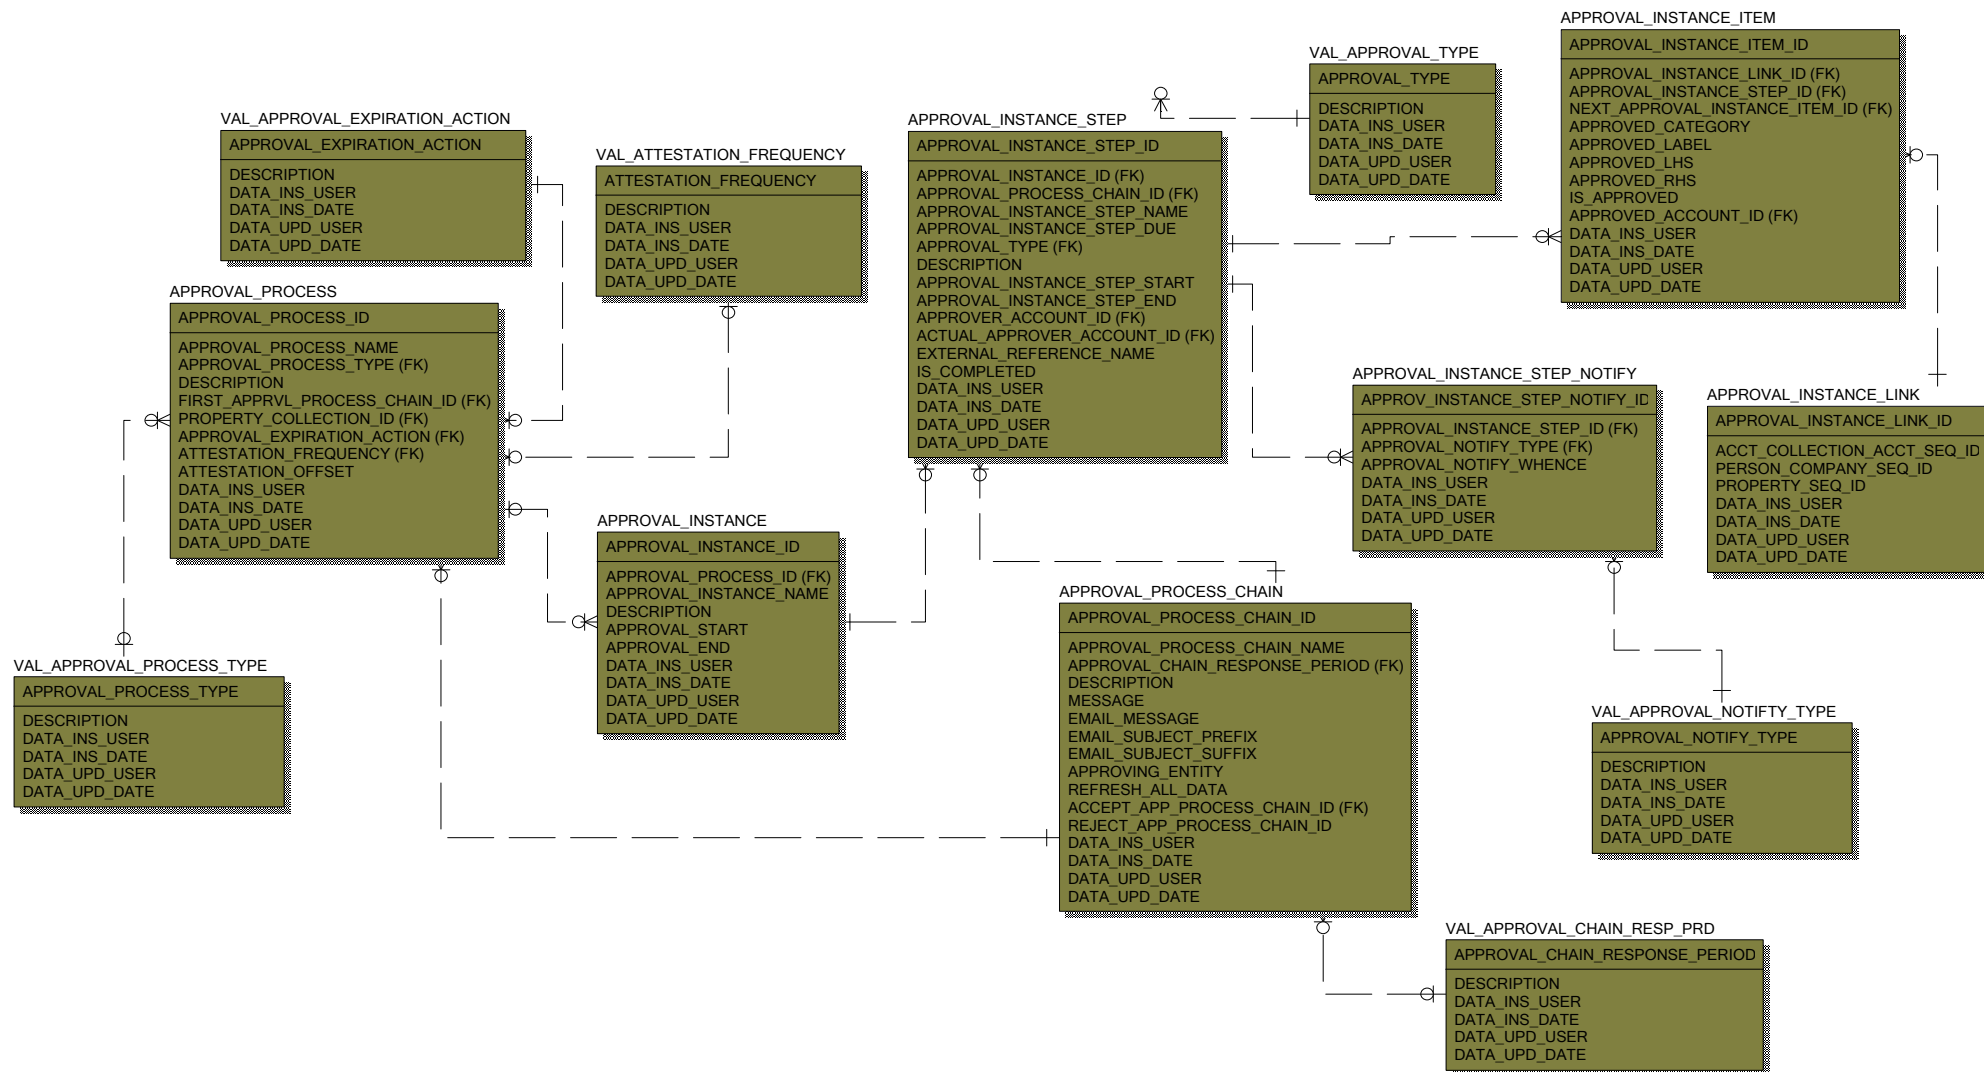 VAL_APPROVAL_EXPIRATION_ACTION
APPROVAL_EXPIRATION_ACTION
DESCRIPTION
DATA_INS_USER
DATA_INS_DATE
DATA_UPD_USER
DATA_UPD_DATE
VAL_ATTESTATION_FREQUENCY
ATTESTATION_FREQUENCY
DESCRIPTION
DATA_INS_USER
DATA_INS_DATE
DATA_UPD_USER
DATA_UPD_DATE
APPROVAL_PROCESS
APPROVAL_PROCESS_ID
APPROVAL_PROCESS_NAME
APPROVAL_PROCESS_TYPE (FK)
DESCRIPTION
FIRST_APPRVL_PROCESS_CHAIN_ID (FK)
PROPERTY_COLLECTION_ID (FK)
APPROVAL_EXPIRATION_ACTION (FK)
ATTESTATION_FREQUENCY (FK)
ATTESTATION_OFFSET
DATA_INS_USER
DATA_INS_DATE
DATA_UPD_USER
DATA_UPD_DATE
VAL_APPROVAL_PROCESS_TYPE
APPROVAL_PROCESS_TYPE
DESCRIPTION
DATA_INS_USER
DATA_INS_DATE
DATA_UPD_USER
DATA_UPD_DATE
APPROVAL_INSTANCE
APPROVAL_INSTANCE_ID
APPROVAL_PROCESS_ID (FK)
APPROVAL_INSTANCE_NAME
DESCRIPTION
APPROVAL_START
APPROVAL_END
DATA_INS_USER
DATA_INS_DATE
DATA_UPD_USER
DATA_UPD_DATE
APPROVAL_INSTANCE_STEP
APPROVAL_INSTANCE_STEP_ID
APPROVAL_INSTANCE_ID (FK)
APPROVAL_PROCESS_CHAIN_ID (FK)
APPROVAL_INSTANCE_STEP_NAME
APPROVAL_INSTANCE_STEP_DUE
APPROVAL_TYPE (FK)
DESCRIPTION
APPROVAL_INSTANCE_STEP_START
APPROVAL_INSTANCE_STEP_END
APPROVER_ACCOUNT_ID (FK)
ACTUAL_APPROVER_ACCOUNT_ID (FK)
EXTERNAL_REFERENCE_NAME
IS_COMPLETED
DATA_INS_USER
DATA_INS_DATE
DATA_UPD_USER
DATA_UPD_DATE
VAL_APPROVAL_TYPE
APPROVAL_TYPE
DESCRIPTION
DATA_INS_USER
DATA_INS_DATE
DATA_UPD_USER
DATA_UPD_DATE
APPROVAL_INSTANCE_ITEM
APPROVAL_INSTANCE_ITEM_ID
APPROVAL_INSTANCE_LINK_ID (FK)
APPROVAL_INSTANCE_STEP_ID (FK)
NEXT_APPROVAL_INSTANCE_ITEM_ID (FK)
APPROVED_CATEGORY
APPROVED_LABEL
APPROVED_LHS
APPROVED_RHS
IS_APPROVED
APPROVED_ACCOUNT_ID (FK)
DATA_INS_USER
DATA_INS_DATE
DATA_UPD_USER
DATA_UPD_DATE
APPROVAL_INSTANCE_STEP_NOTIFY
APPROV_INSTANCE_STEP_NOTIFY_ID
APPROVAL_INSTANCE_STEP_ID (FK)
APPROVAL_NOTIFY_TYPE (FK)
APPROVAL_NOTIFY_WHENCE
DATA_INS_USER
DATA_INS_DATE
DATA_UPD_USER
DATA_UPD_DATE
APPROVAL_INSTANCE_LINK
APPROVAL_INSTANCE_LINK_ID
ACCT_COLLECTION_ACCT_SEQ_ID
PERSON_COMPANY_SEQ_ID
PROPERTY_SEQ_ID
DATA_INS_USER
DATA_INS_DATE
DATA_UPD_USER
DATA_UPD_DATE
APPROVAL_PROCESS_CHAIN
APPROVAL_PROCESS_CHAIN_ID
APPROVAL_PROCESS_CHAIN_NAME
APPROVAL_CHAIN_RESPONSE_PERIOD (FK)
DESCRIPTION
MESSAGE
EMAIL_MESSAGE
EMAIL_SUBJECT_PREFIX
EMAIL_SUBJECT_SUFFIX
APPROVING_ENTITY
REFRESH_ALL_DATA
ACCEPT_APP_PROCESS_CHAIN_ID (FK)
REJECT_APP_PROCESS_CHAIN_ID
DATA_INS_USER
DATA_INS_DATE
DATA_UPD_USER
DATA_UPD_DATE
VAL_APPROVAL_NOTIFTY_TYPE
APPROVAL_NOTIFY_TYPE
DESCRIPTION
DATA_INS_USER
DATA_INS_DATE
DATA_UPD_USER
DATA_UPD_DATE
VAL_APPROVAL_CHAIN_RESP_PRD
APPROVAL_CHAIN_RESPONSE_PERIOD
DESCRIPTION
DATA_INS_USER
DATA_INS_DATE
DATA_UPD_USER
DATA_UPD_DATE